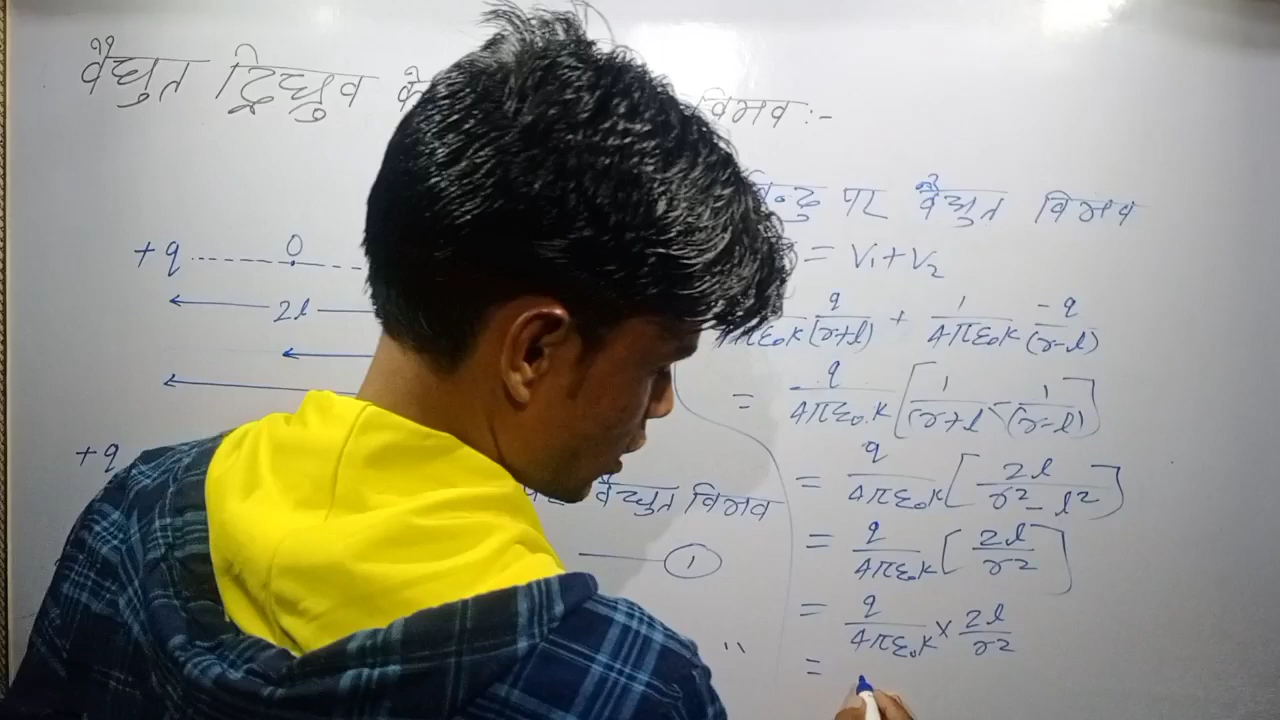 वैद्युत द्विध्रुव के विभव :-
+q O
2l
+q
वैद्युत विभव
1
बिन्दु पर वैद्युत विभव
= V₁+V₂
q/4πε₀K(r+l) + 1/4πε₀K -q/(r-l)
= q/4πε₀K [1/(r+l) - 1/(r-l)]
= q/4πε₀K [2l/r²-l²]
= q/4πε₀K [2l/r²]
= q/4πε₀K × 2l/r²
〃 =